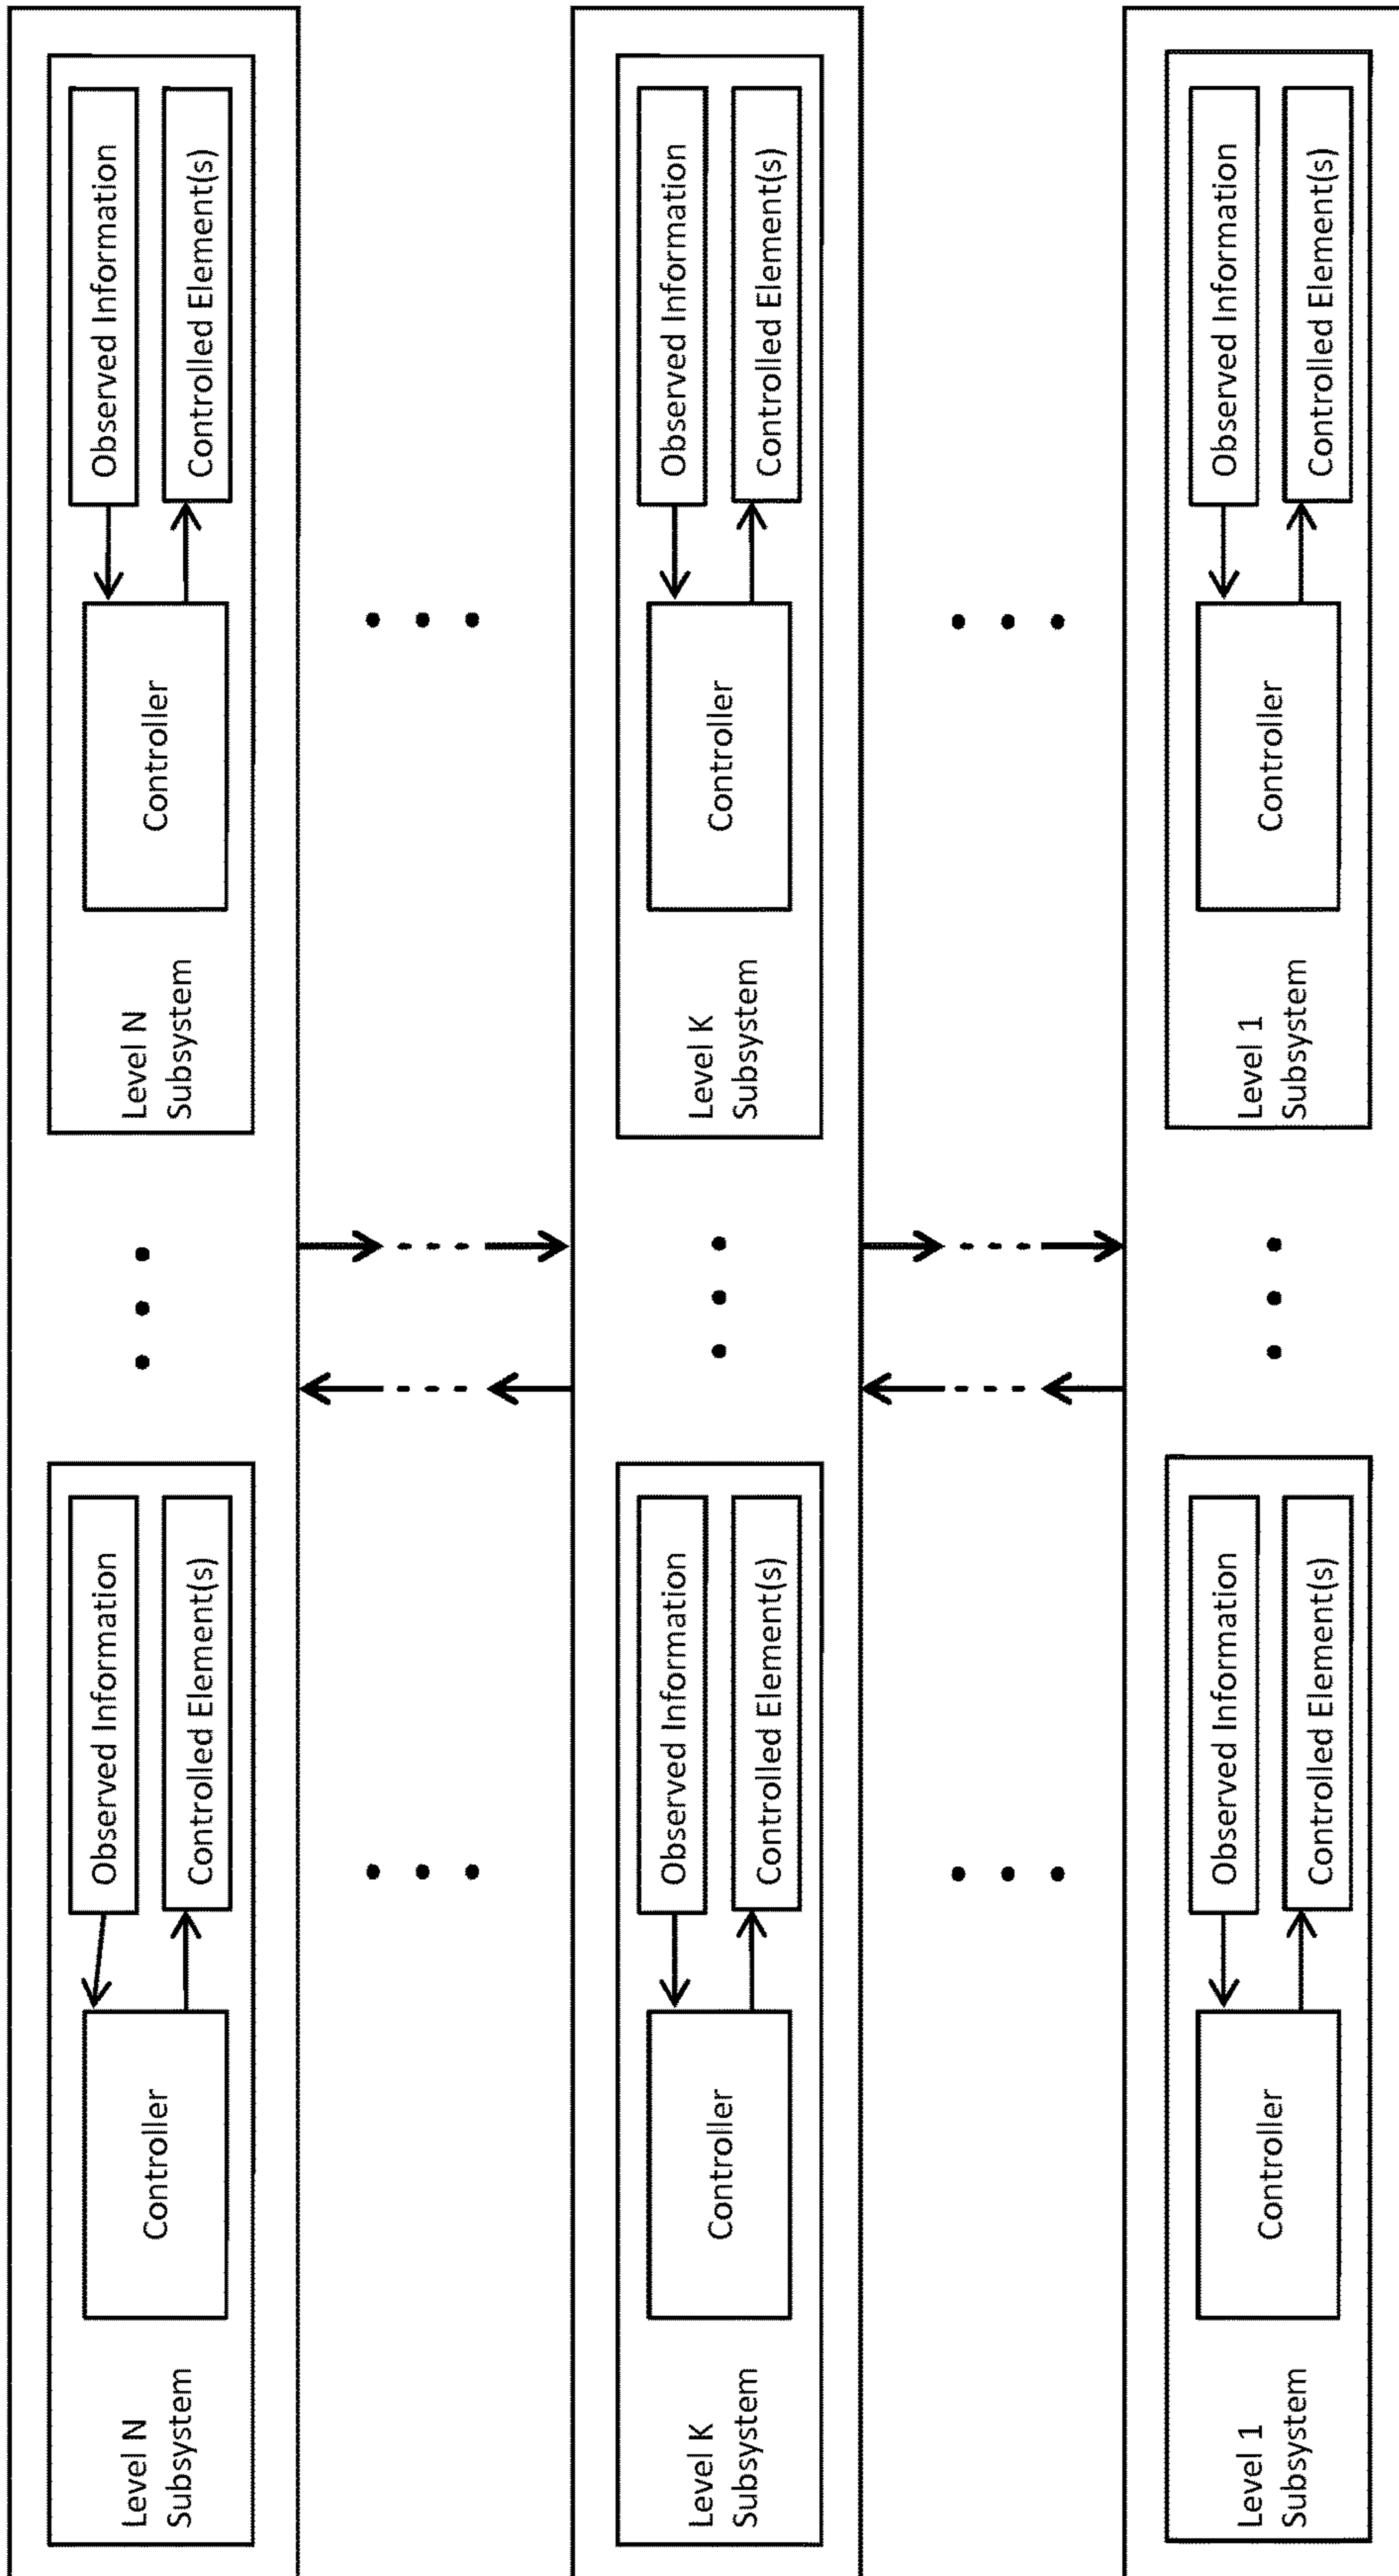 Level N
Subsystem
Controller
Observed Information
Controlled Element(s)
Level N
Subsystem
Controller
Observed Information
Controlled Element(s)
Level K
Subsystem
Controller
Observed Information
Controlled Element(s)
Level K
Subsystem
Controller
Observed Information
Controlled Element(s)
Level 1
Subsystem
Controller
Observed Information
Controlled Element(s)
Level 1
Subsystem
Controller
Observed Information
Controlled Element(s)